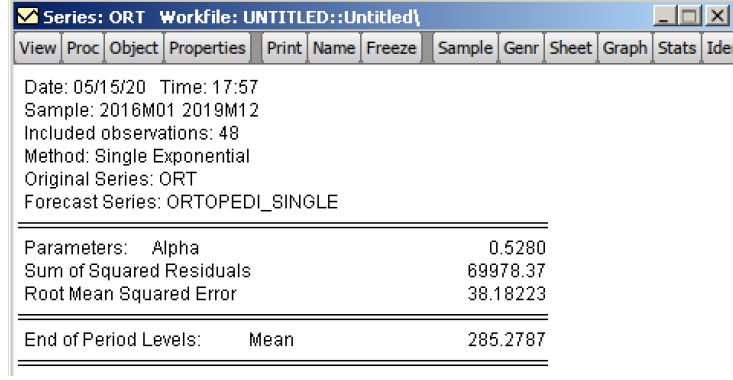 Series: ORT Workfile: UNTITLED::Untitled\
View Proc Object Properties Print Name Freeze Sample Genr Sheet Graph Stats Ide
Date: 05/15/20 Time: 17:57
Sample: 2016M01 2019M12
Included observations: 48
Method: Single Exponential
Original Series: ORT
Forecast Series: ORTOPEDI_SINGLE
Parameters: Alpha 0.5280
Sum of Squared Residuals 69978.37
Root Mean Squared Error 38.18223
End of Period Levels: Mean 285.2787